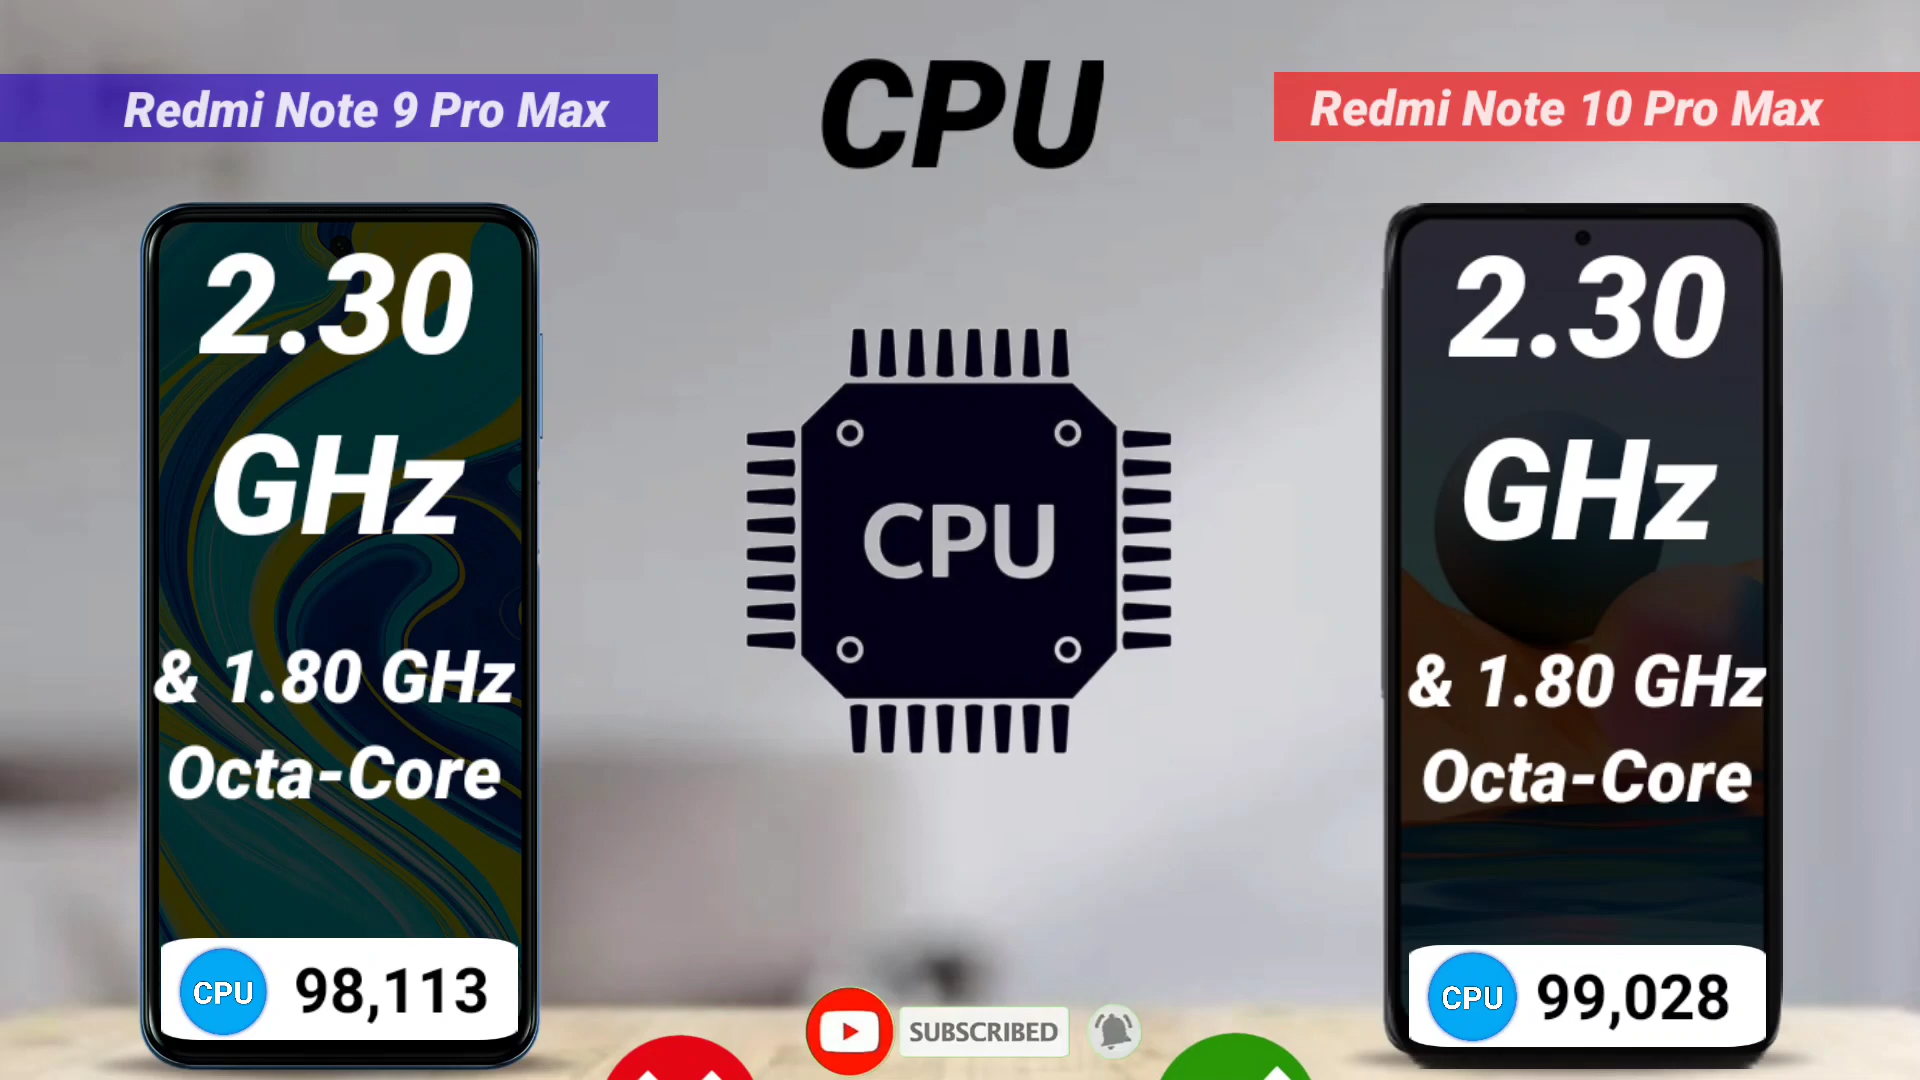 CPU
Redmi Note 9 Pro Max
Redmi Note 10 Pro Max
2.30
GHz
& 1.80 GHz
Octa-Core
CPU 98,113
CPU
2.30
GHz
& 1.80 GHz
Octa-Core
CPU 99,028
SUBSCRIBED